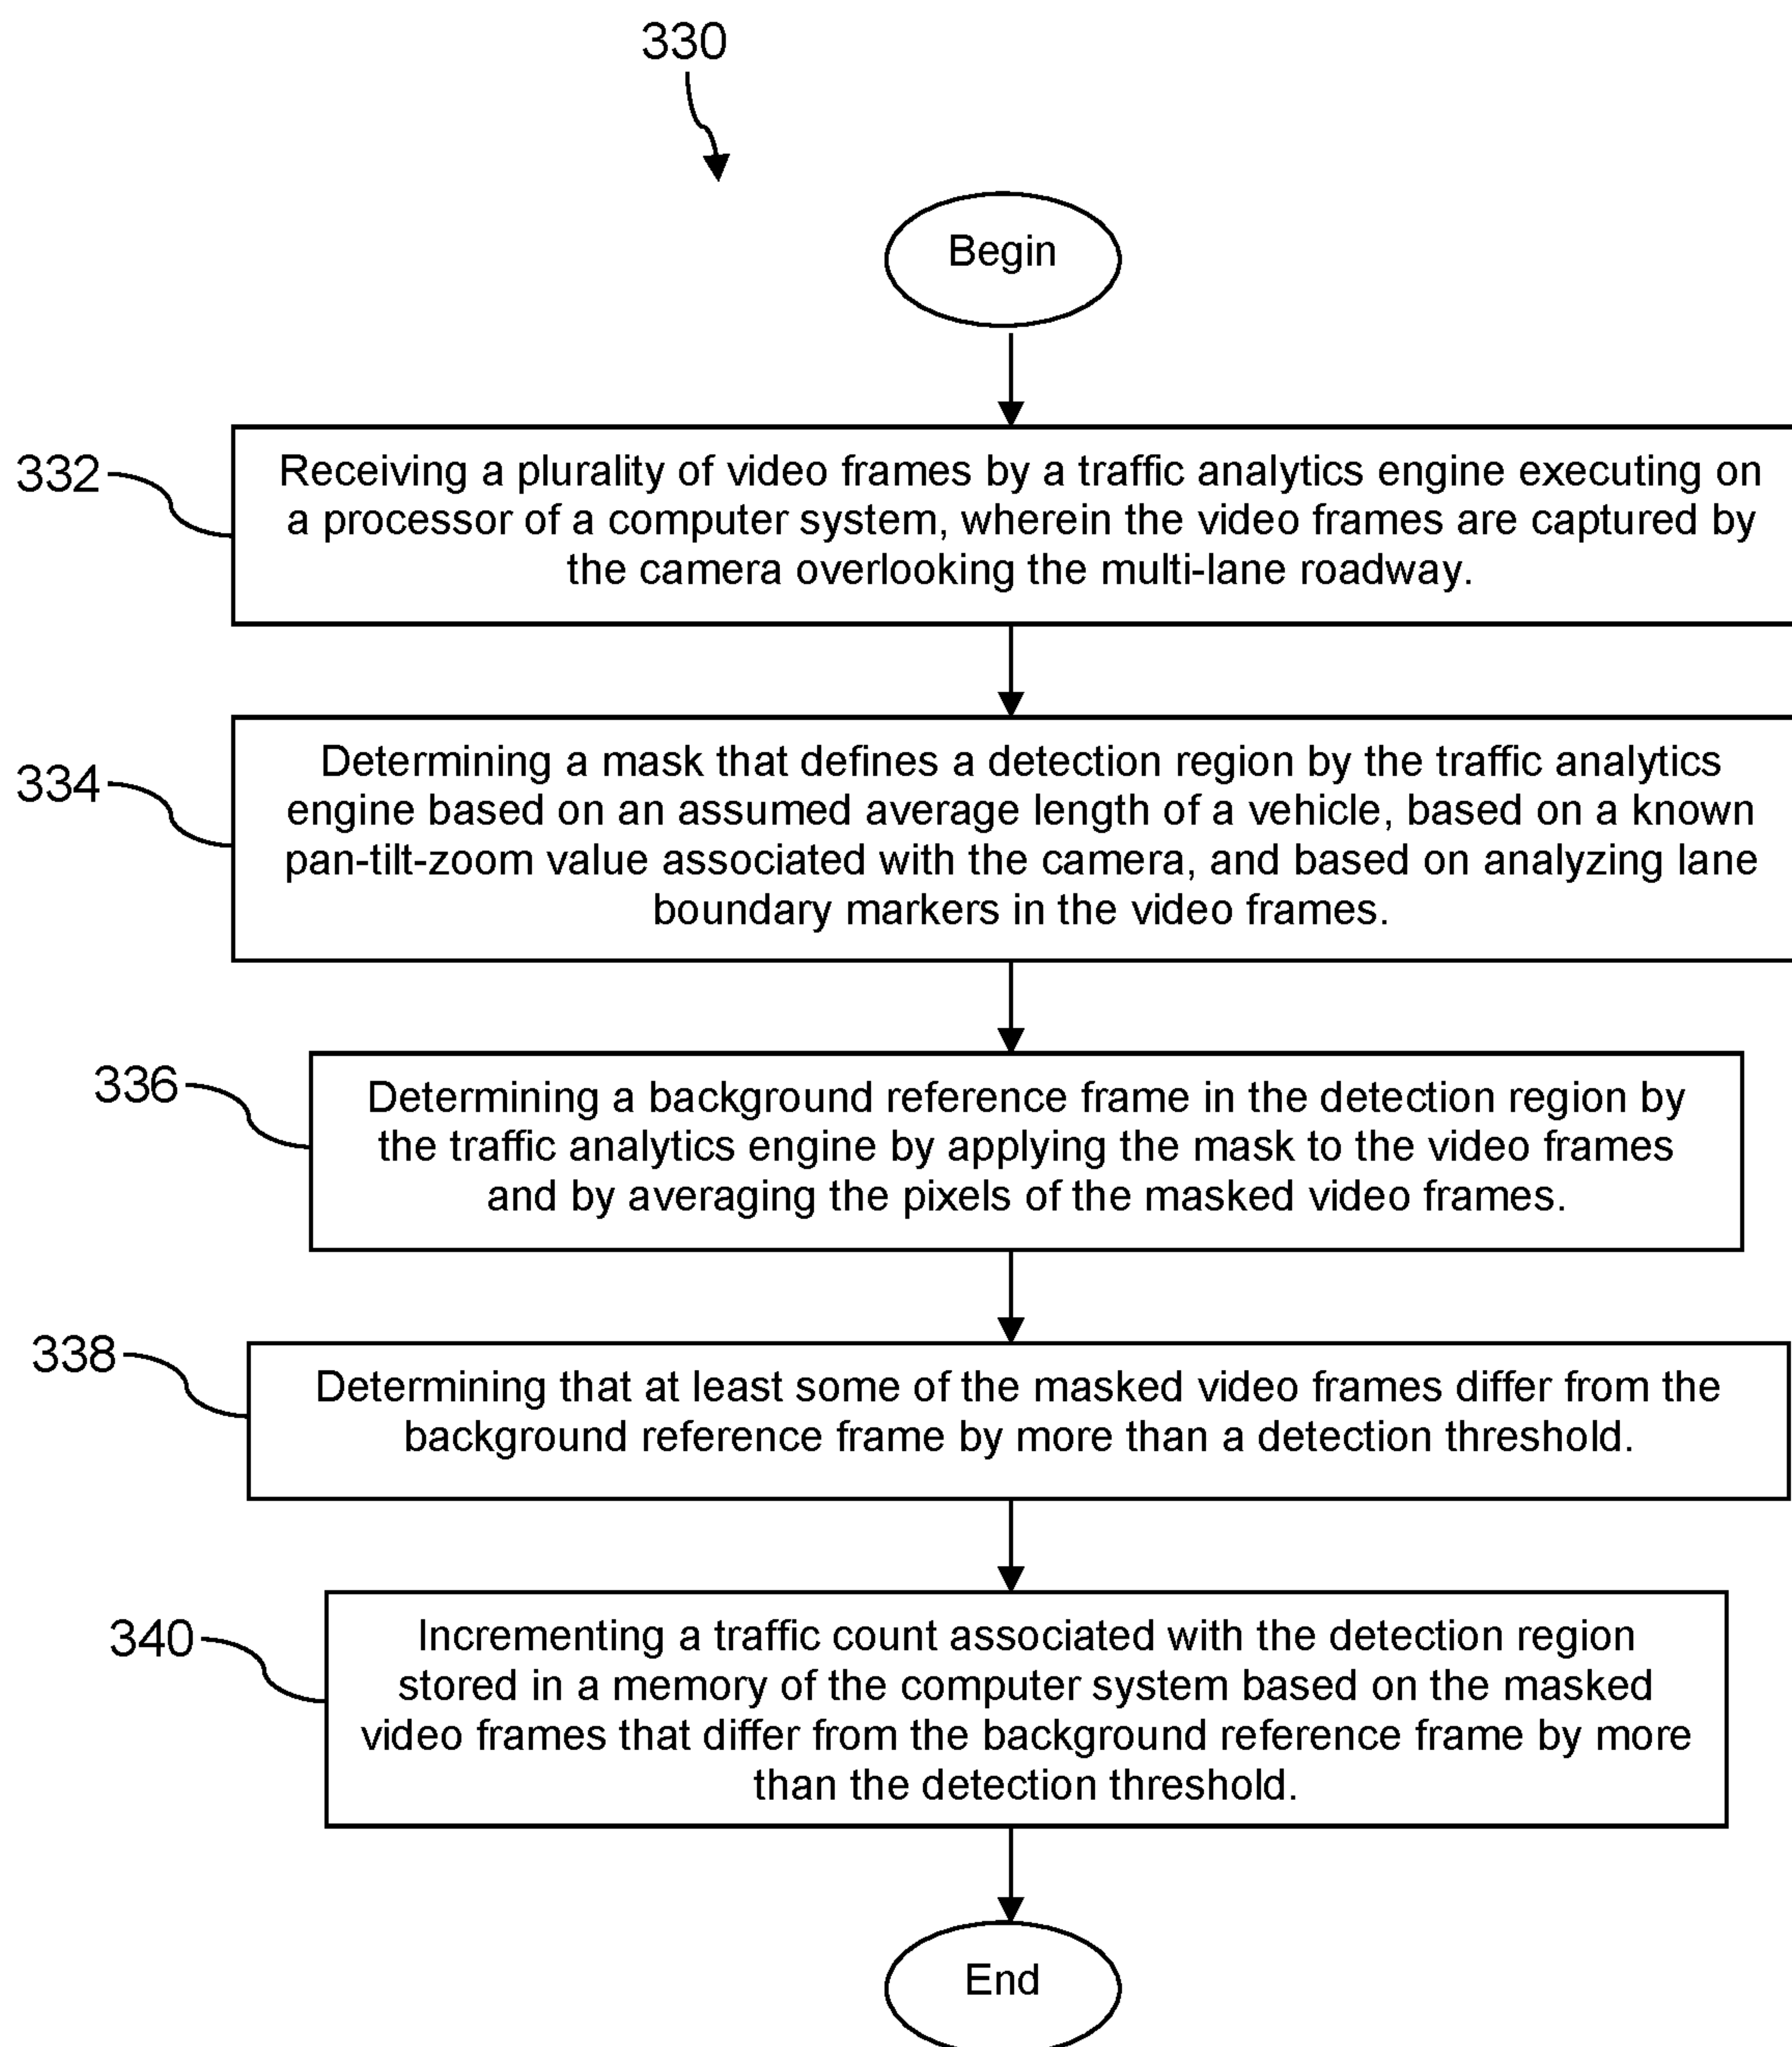 330
Begin
332
Receiving a plurality of video frames by a traffic analytics engine executing on
a processor of a computer system, wherein the video frames are captured by
the camera overlooking the multi-lane roadway.
334
Determining a mask that defines a detection region by the traffic analytics
engine based on an assumed average length of a vehicle, based on a known
pan-tilt-zoom value associated with the camera, and based on analyzing lane
boundary markers in the video frames.
336
Determining a background reference frame in the detection region by
the traffic analytics engine by applying the mask to the video frames
and by averaging the pixels of the masked video frames.
338
Determining that at least some of the masked video frames differ from the
background reference frame by more than a detection threshold.
340
Incrementing a traffic count associated with the detection region
stored in a memory of the computer system based on the masked
video frames that differ from the background reference frame by more
than the detection threshold.
End